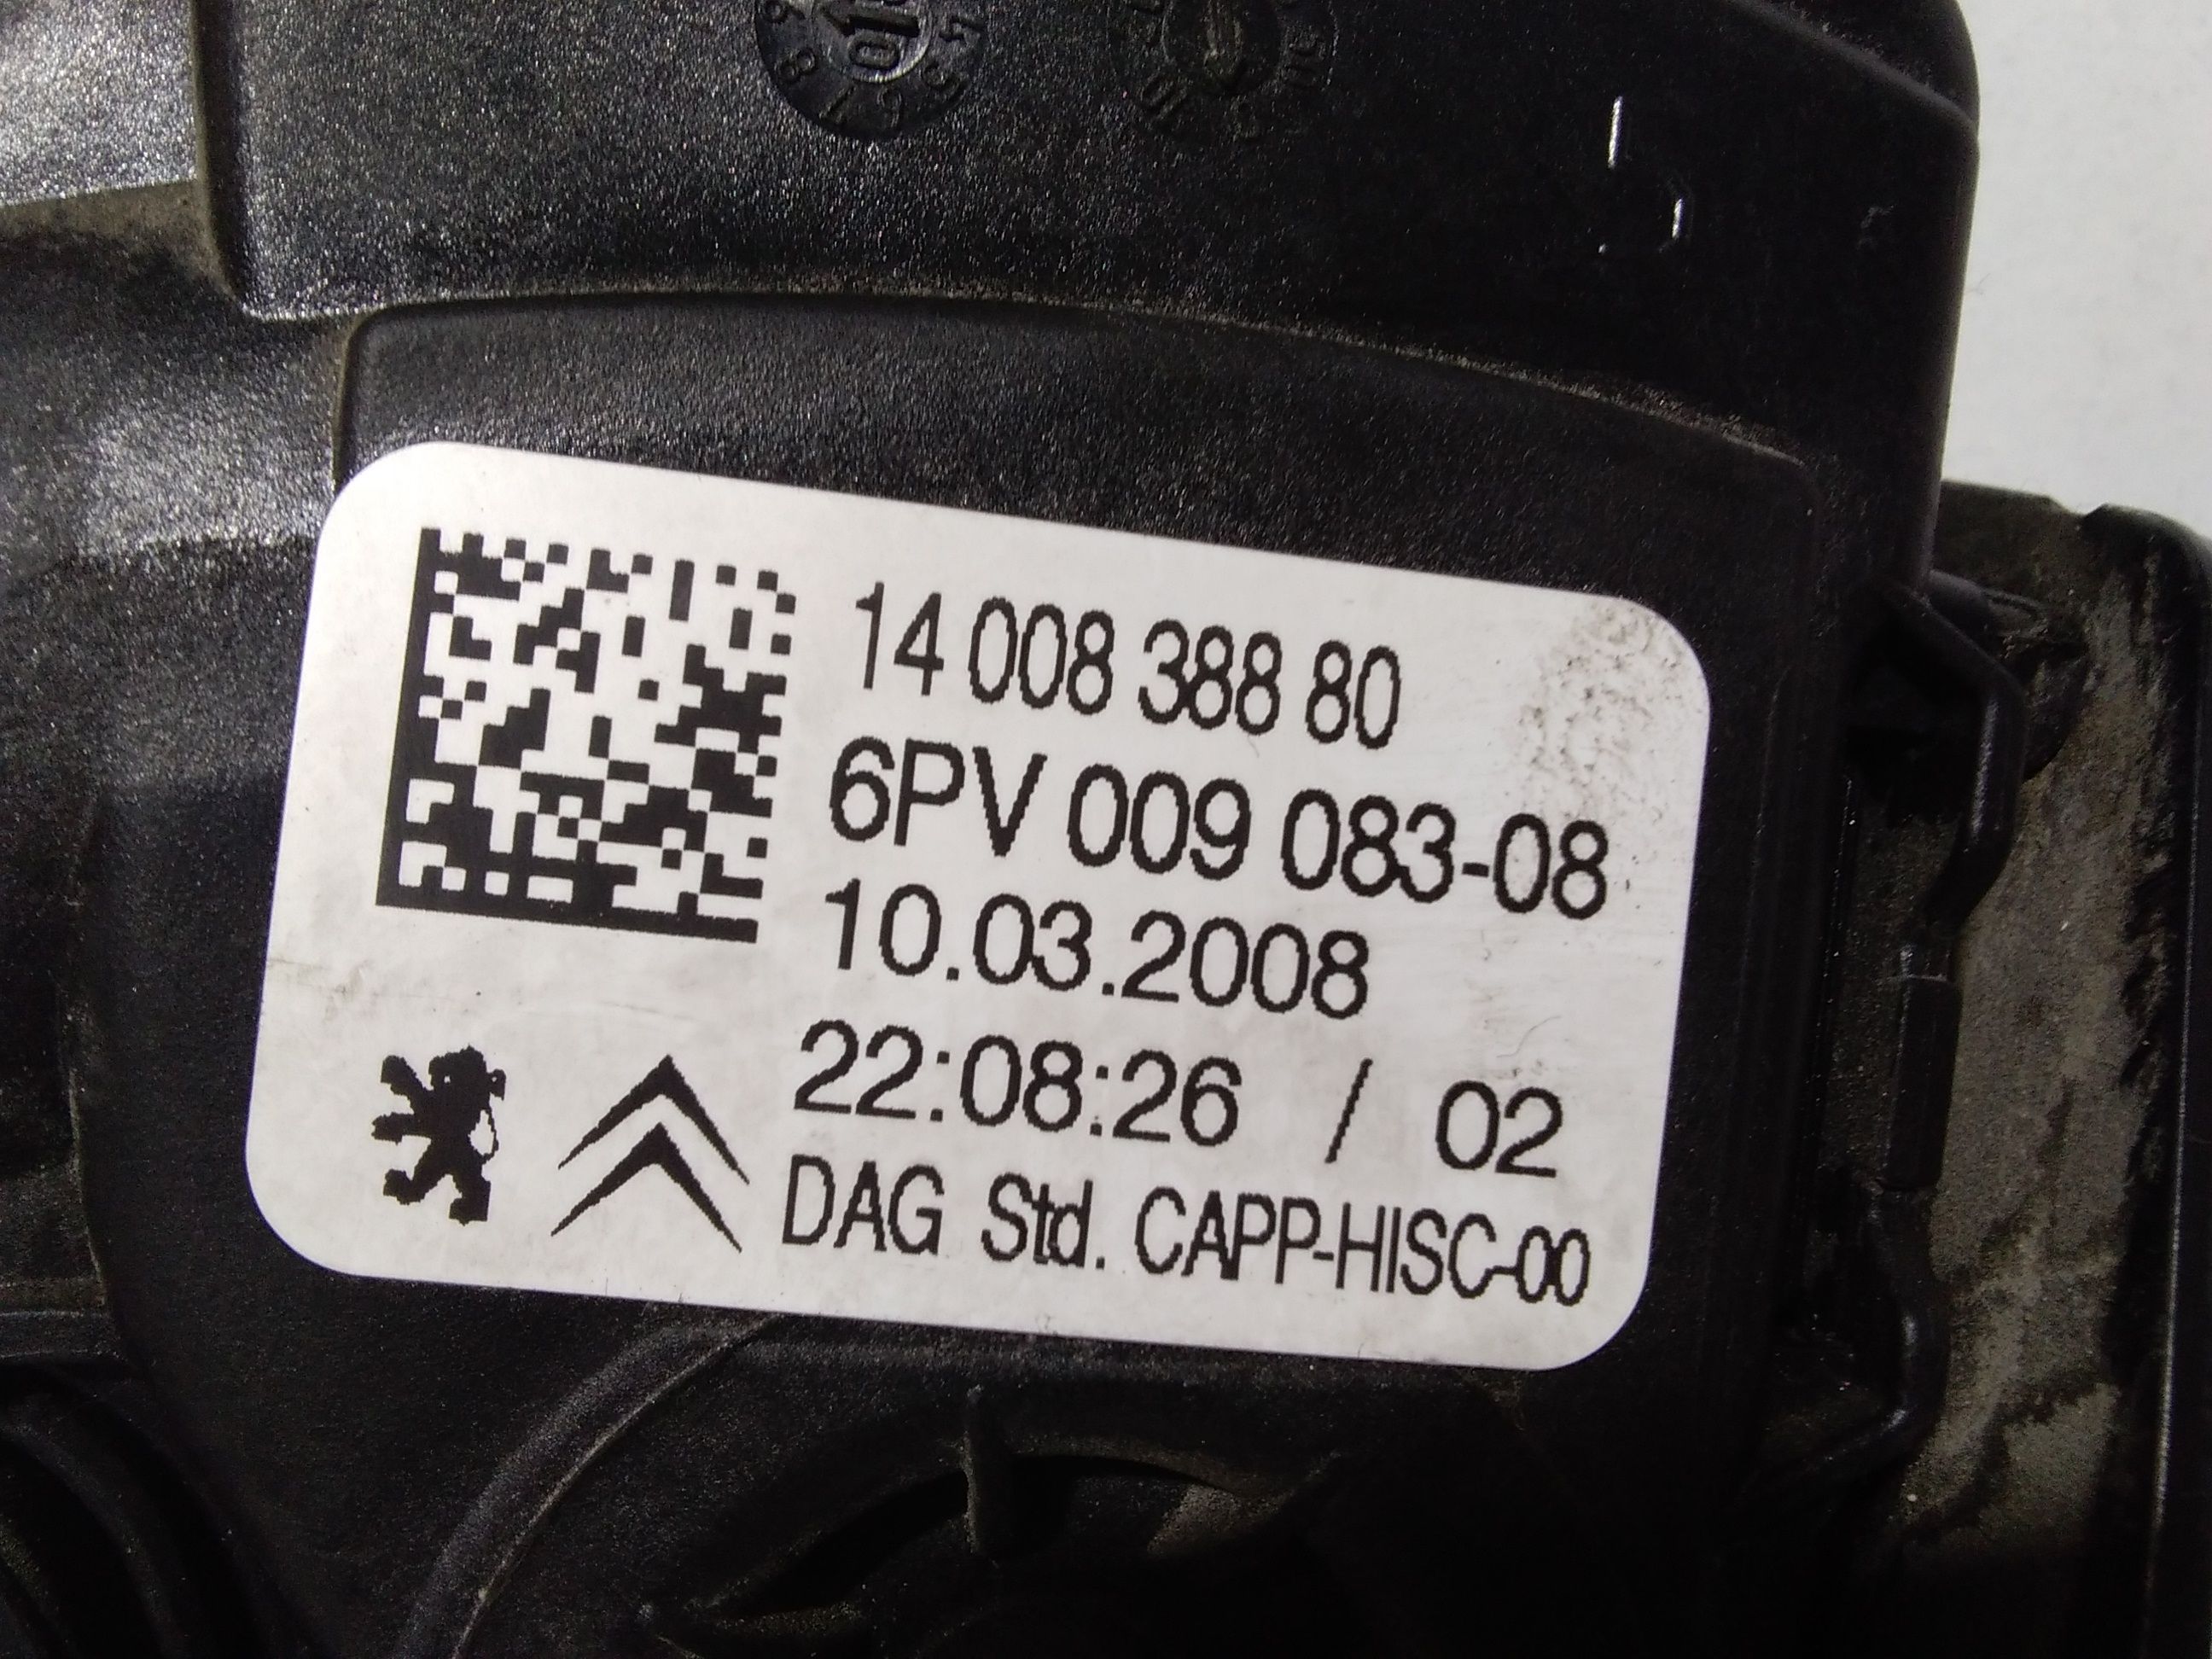 14 008 388 80
6PV 009 083-08
10.03.2008
22:08:26 / 02
DAG Std. CAPP-HISC-00